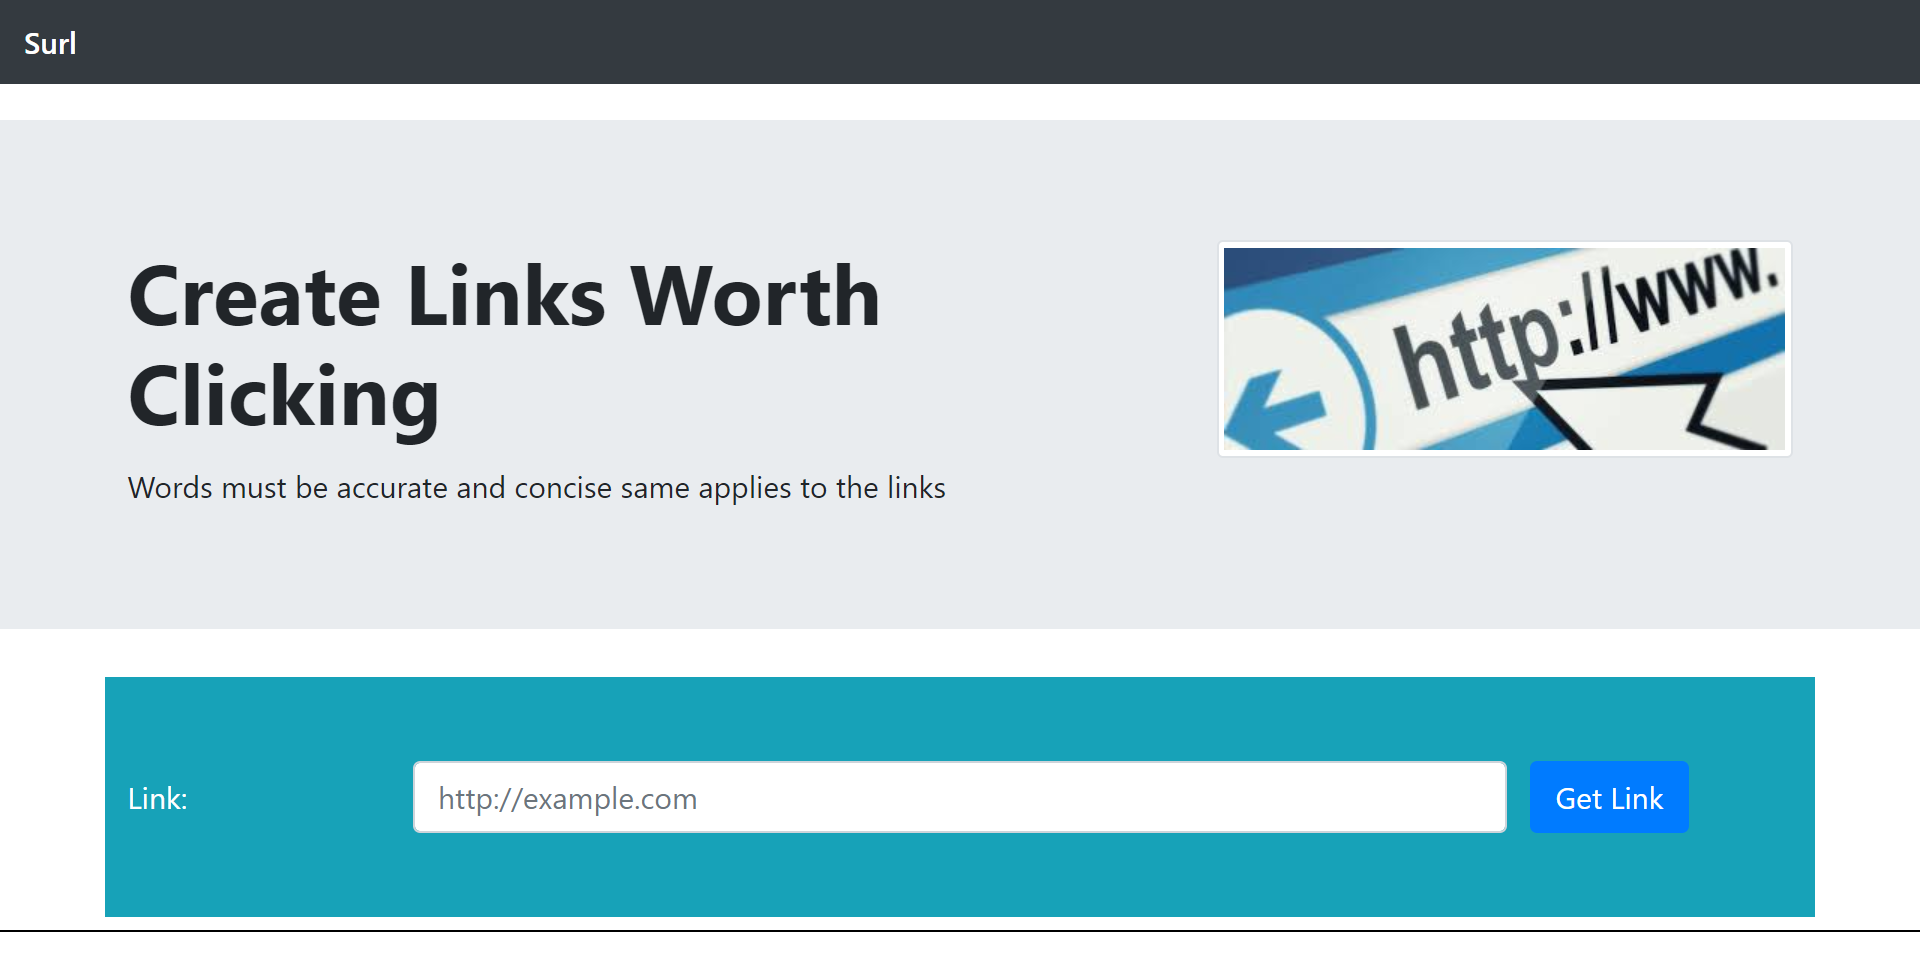 Surl
Create Links Worth
Clicking
http://www.
Words must be accurate and concise same applies to the links
Link:
http://example.com
Get Link